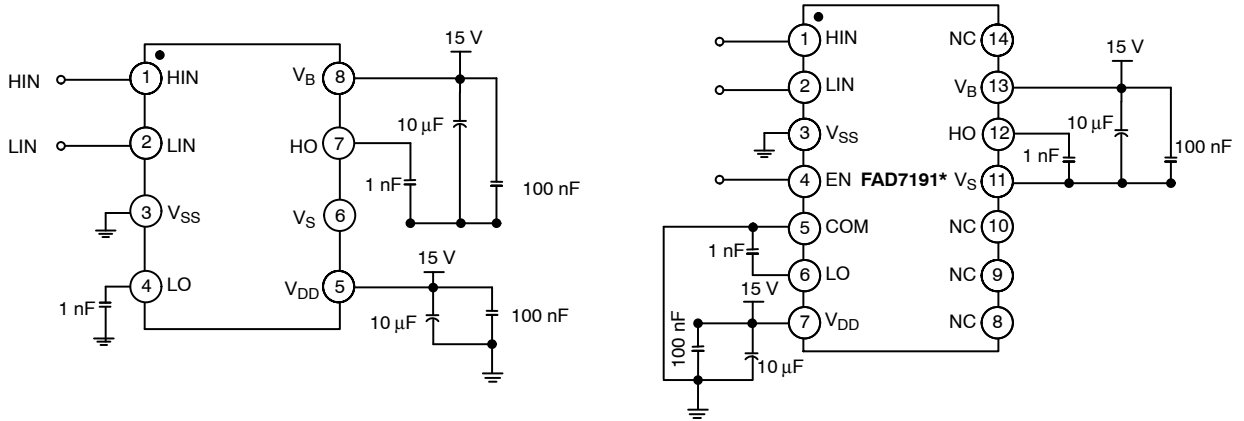 15 V
HIN
1
HIN
VB
8
10 µF
LIN
2
LIN
HO
7
1 nF
100 nF
3
VSS
VS
6
15 V
1 nF
4
LO
VDD
5
10 µF
100 nF
1
HIN
NC
14
15 V
2
LIN
VB
13
3
VSS
HO
12
1 nF
10 µF
100 nF
4
EN
FAD7191*
VS
11
5
COM
NC
10
1 nF
6
LO
NC
9
15 V
7
VDD
NC
8
100 nF
10 µF